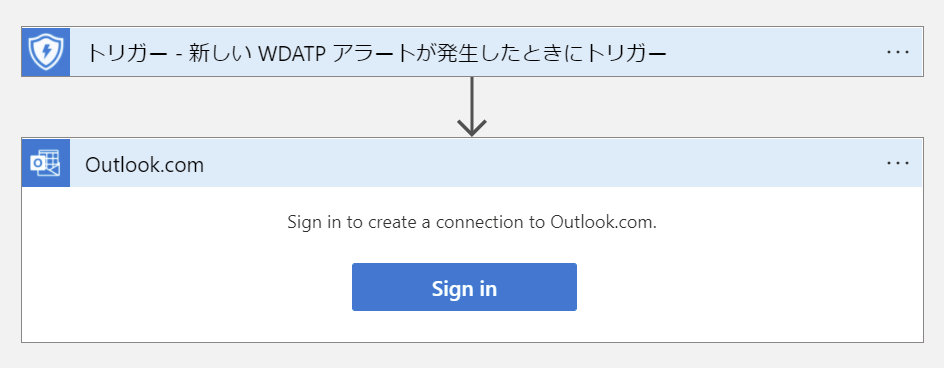 トリガー - 新しい WDATP アラートが発生したときにトリガー
Outlook.com
Sign in to create a connection to Outlook.com.
Sign in